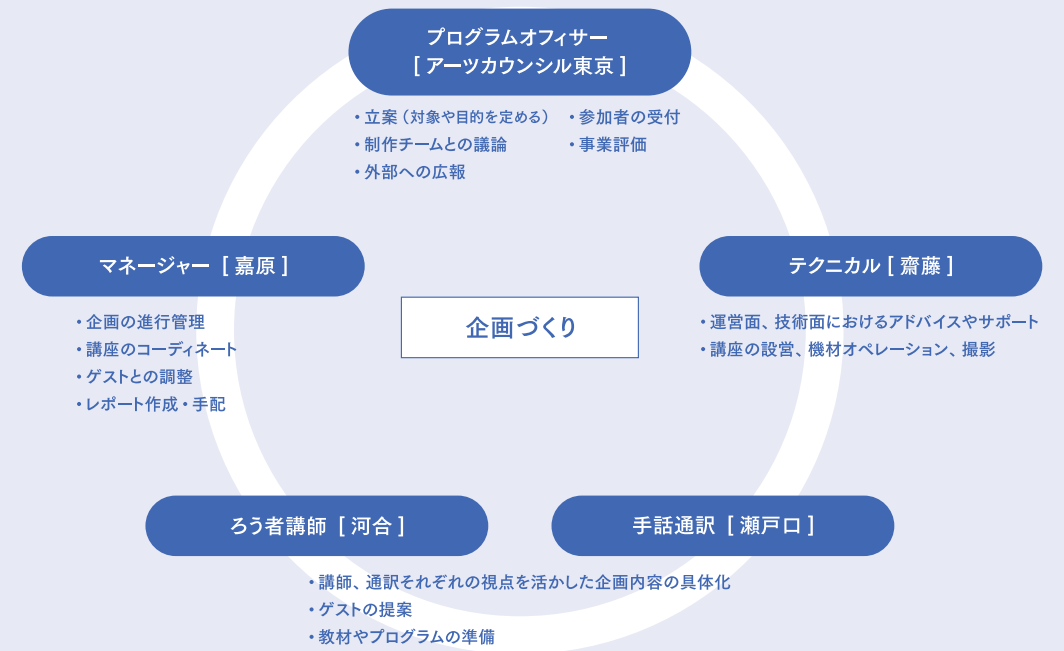 プログラムオフィサー
[ アーツカウンシル東京 ]
・立案（対象や目的を定める）
・制作チームとの議論
・外部への広報
・参加者の受付
・事業評価
マネージャー [ 嘉原 ]
・企画の進行管理
・講座のコーディネート
・ゲストとの調整
・レポート作成・手配
企画づくり
テクニカル [ 齋藤 ]
・運営面、技術面におけるアドバイスやサポート
・講座の設営、機材オペレーション、撮影
ろう者講師 [ 河合 ]
手話通訳 [ 瀬戸口 ]
・講師、通訳それぞれの視点を活かした企画内容の具体化
・ゲストの提案
・教材やプログラムの準備